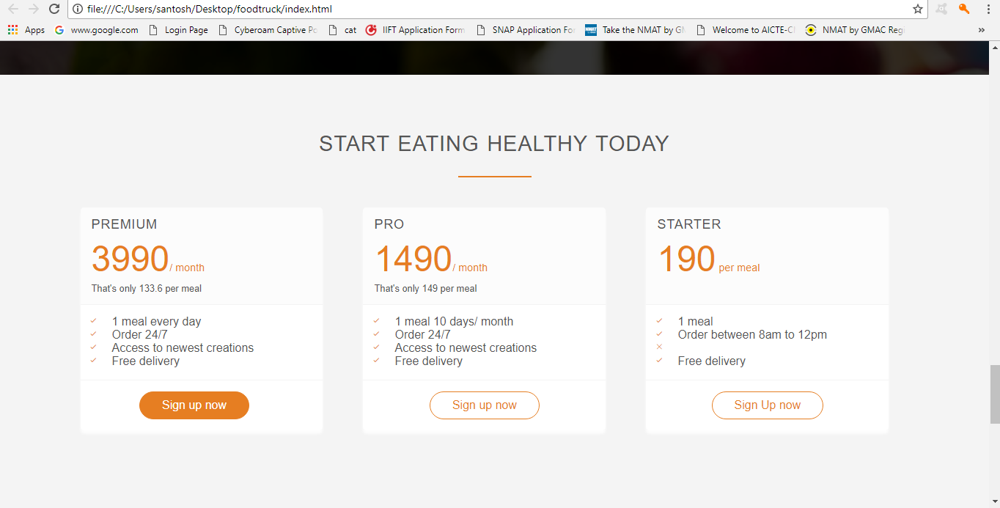 file:///C:/Users/santosh/Desktop/foodtruck/index.html
Apps www.google.com Login Page Cyberoam Captive Po cat IIFT Application Form SNAP Application For Take the NMAT by GM Welcome to AICTE-C NMAT by GMAC Regi »
START EATING HEALTHY TODAY
PREMIUM
3990/ month
That's only 133.6 per meal
1 meal every day
Order 24/7
Access to newest creations
Free delivery
Sign up now
PRO
1490/ month
That's only 149 per meal
1 meal 10 days/ month
Order 24/7
Access to newest creations
Free delivery
Sign up now
STARTER
190 per meal
1 meal
Order between 8am to 12pm
Free delivery
Sign Up now